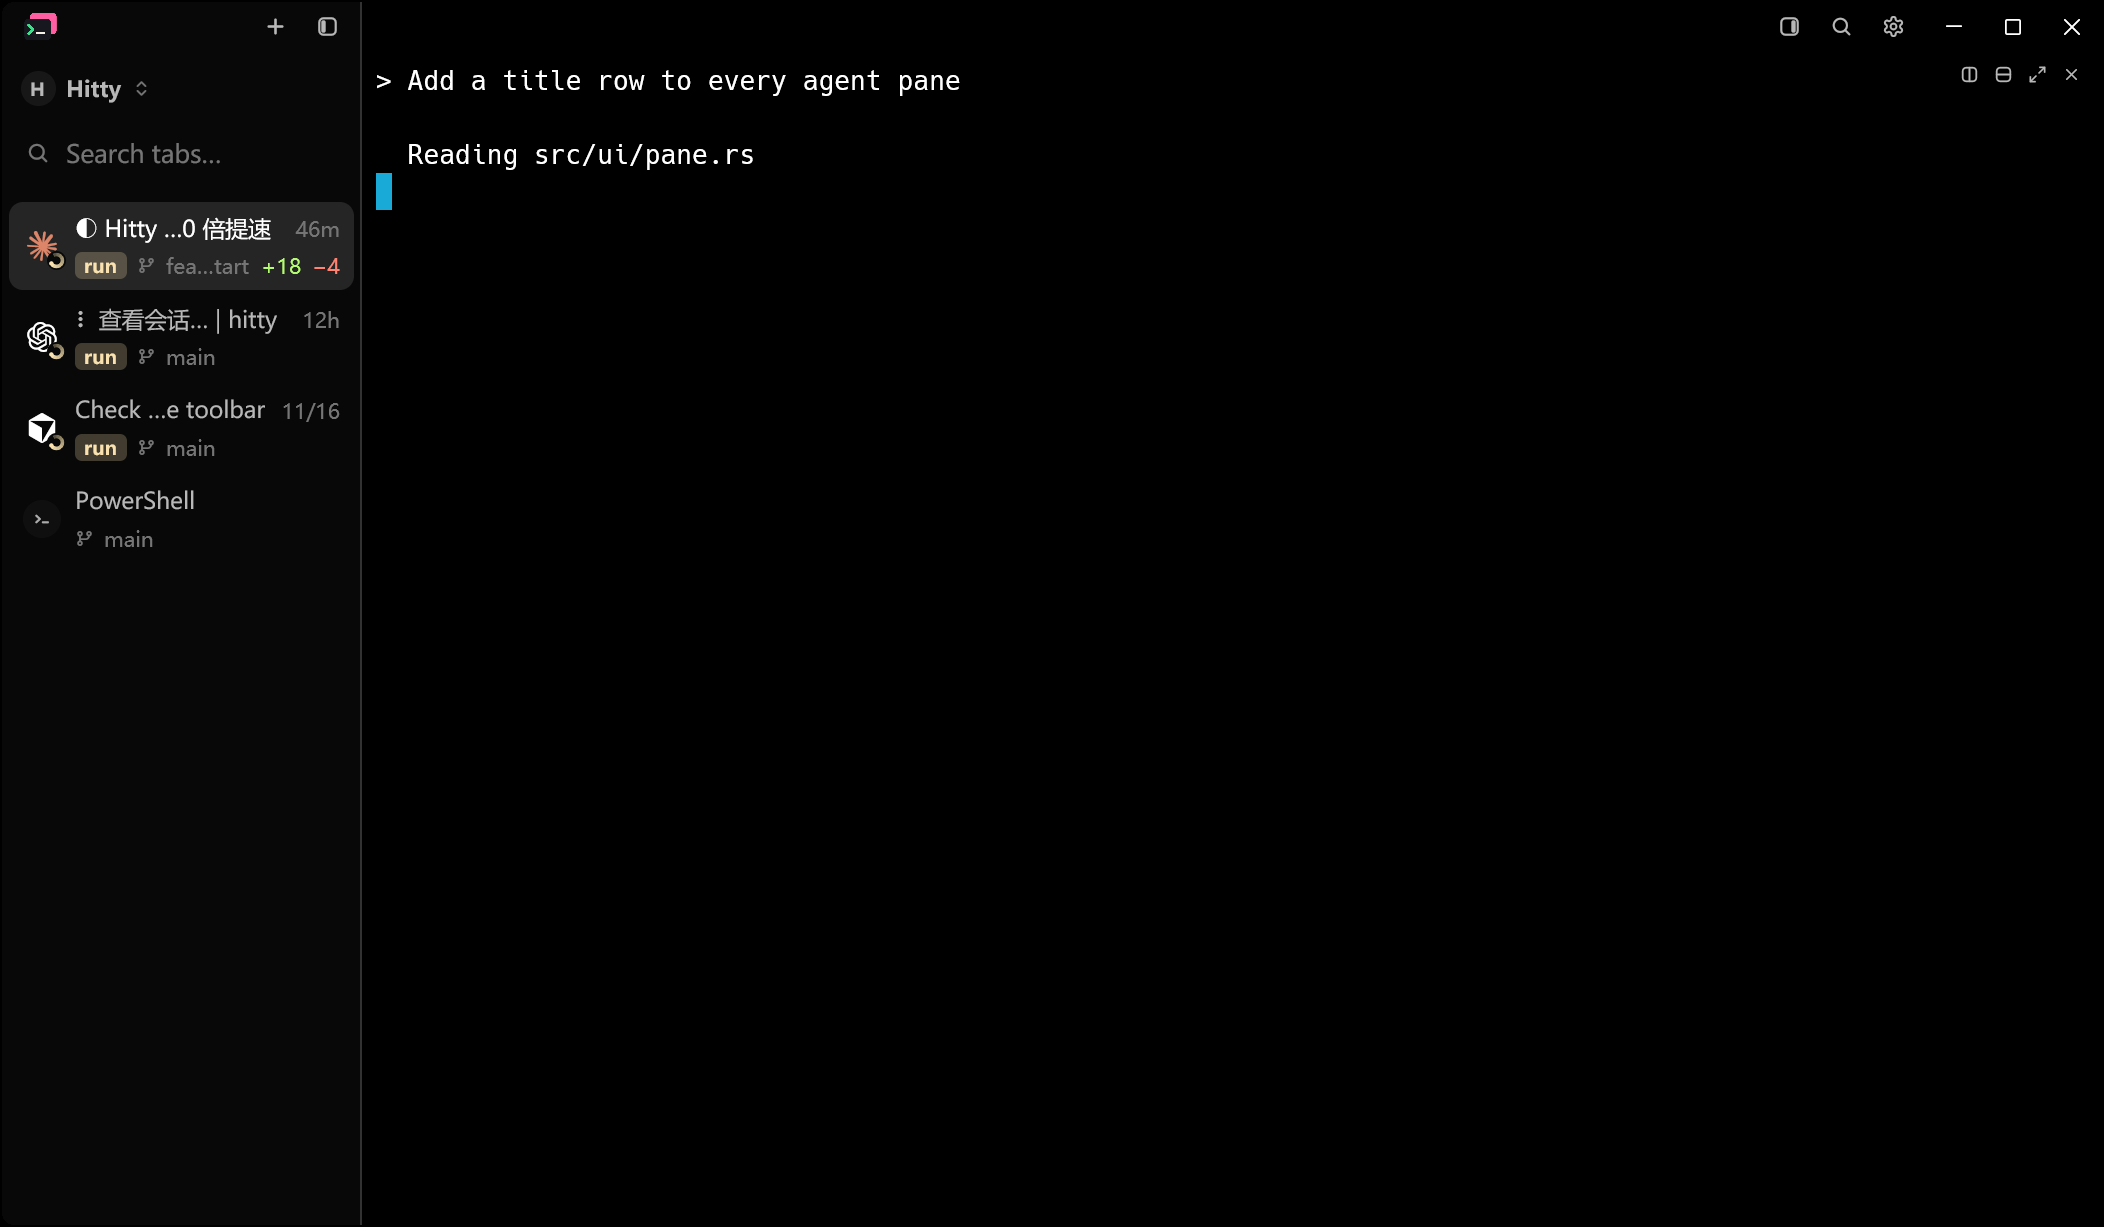 H Hitty
Search tabs...
Hitty ...0 倍提速 46m
run fea...tart +18 −4
查看会话... | hitty 12h
run main
Check ...e toolbar 11/16
run main
PowerShell
main
> Add a title row to every agent pane
Reading src/ui/pane.rs